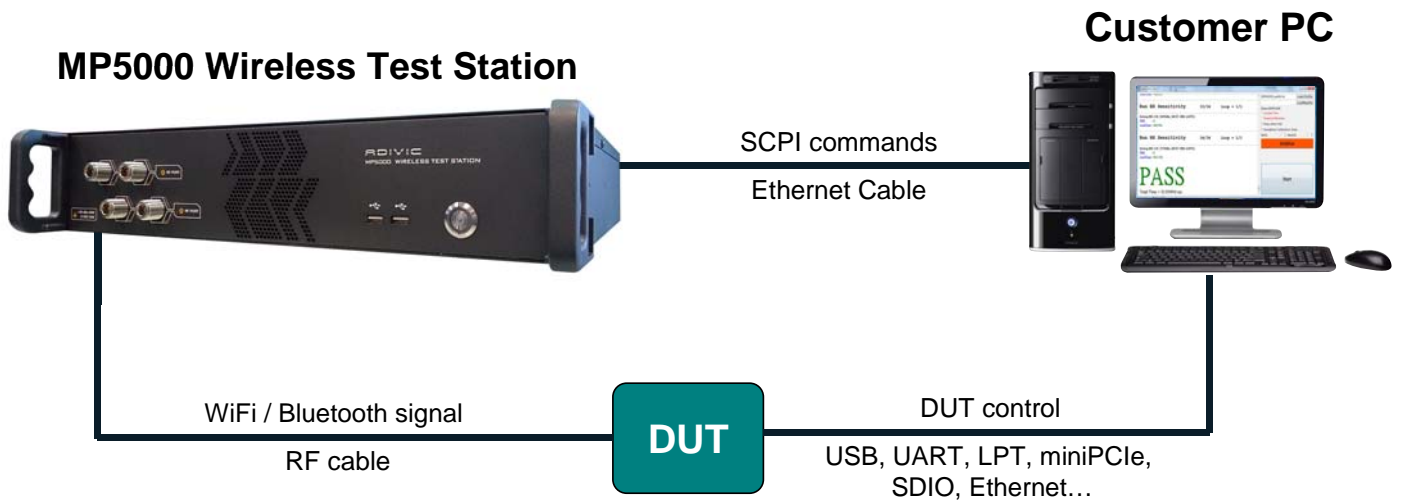 Customer PC
MP5000 Wireless Test Station
ADIVIC
MP5000 WIRELESS TEST STATION
SCPI commands
Ethernet Cable
PASS
Start
WiFi / Bluetooth signal
RF cable
DUT
DUT control
USB, UART, LPT, miniPCIe,
SDIO, Ethernet…